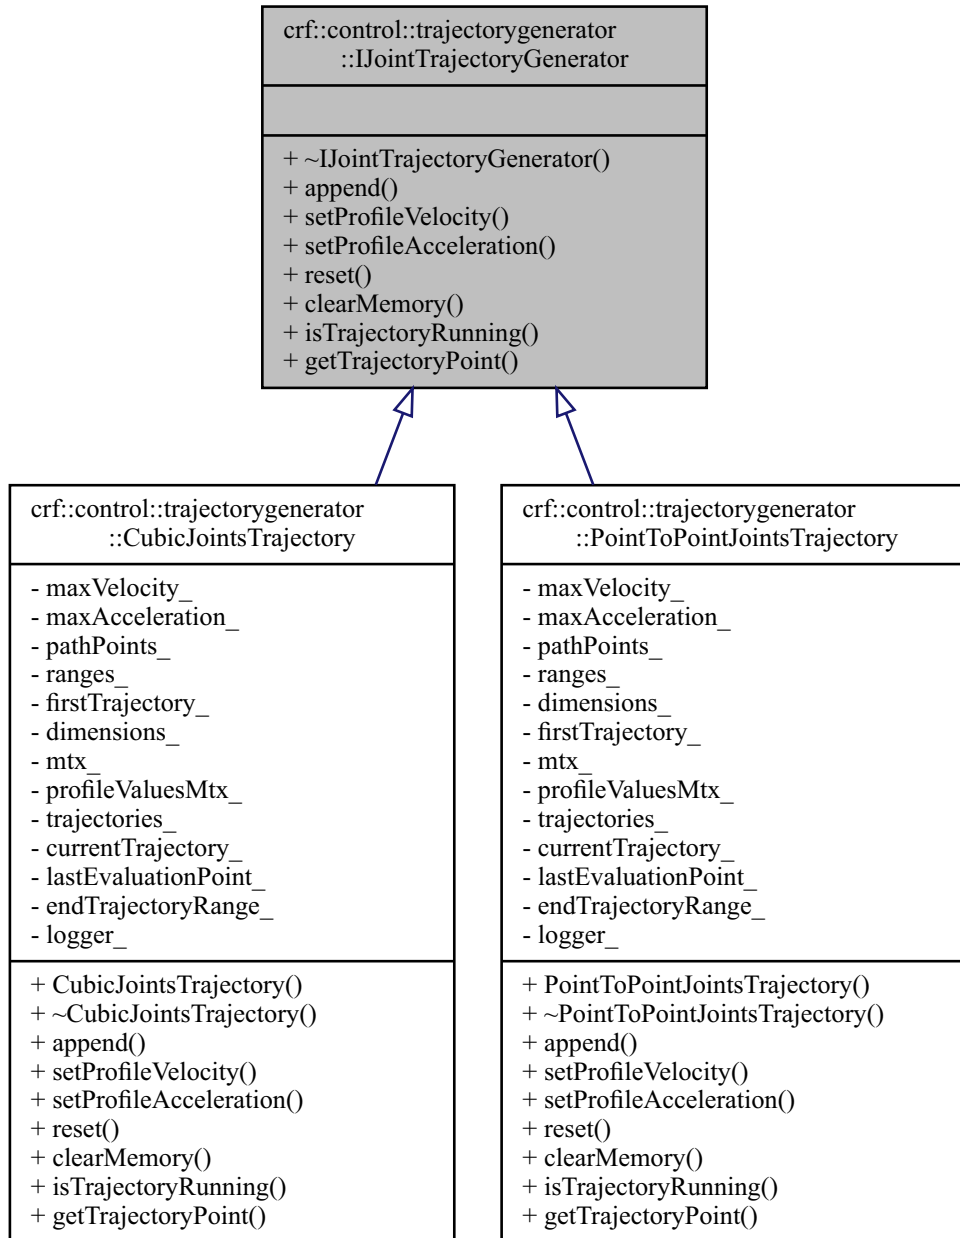 crf::control::trajectorygenerator
::IJointTrajectoryGenerator
+ ~IJointTrajectoryGenerator()
+ append()
+ setProfileVelocity()
+ setProfileAcceleration()
+ reset()
+ clearMemory()
+ isTrajectoryRunning()
+ getTrajectoryPoint()
crf::control::trajectorygenerator
::CubicJointsTrajectory
- maxVelocity_
- maxAcceleration_
- pathPoints_
- ranges_
- firstTrajectory_
- dimensions_
- mtx_
- profileValuesMtx_
- trajectories_
- currentTrajectory_
- lastEvaluationPoint_
- endTrajectoryRange_
- logger_
+ CubicJointsTrajectory()
+ ~CubicJointsTrajectory()
+ append()
+ setProfileVelocity()
+ setProfileAcceleration()
+ reset()
+ clearMemory()
+ isTrajectoryRunning()
+ getTrajectoryPoint()
crf::control::trajectorygenerator
::PointToPointJointsTrajectory
- maxVelocity_
- maxAcceleration_
- pathPoints_
- ranges_
- dimensions_
- firstTrajectory_
- mtx_
- profileValuesMtx_
- trajectories_
- currentTrajectory_
- lastEvaluationPoint_
- endTrajectoryRange_
- logger_
+ PointToPointJointsTrajectory()
+ ~PointToPointJointsTrajectory()
+ append()
+ setProfileVelocity()
+ setProfileAcceleration()
+ reset()
+ clearMemory()
+ isTrajectoryRunning()
+ getTrajectoryPoint()